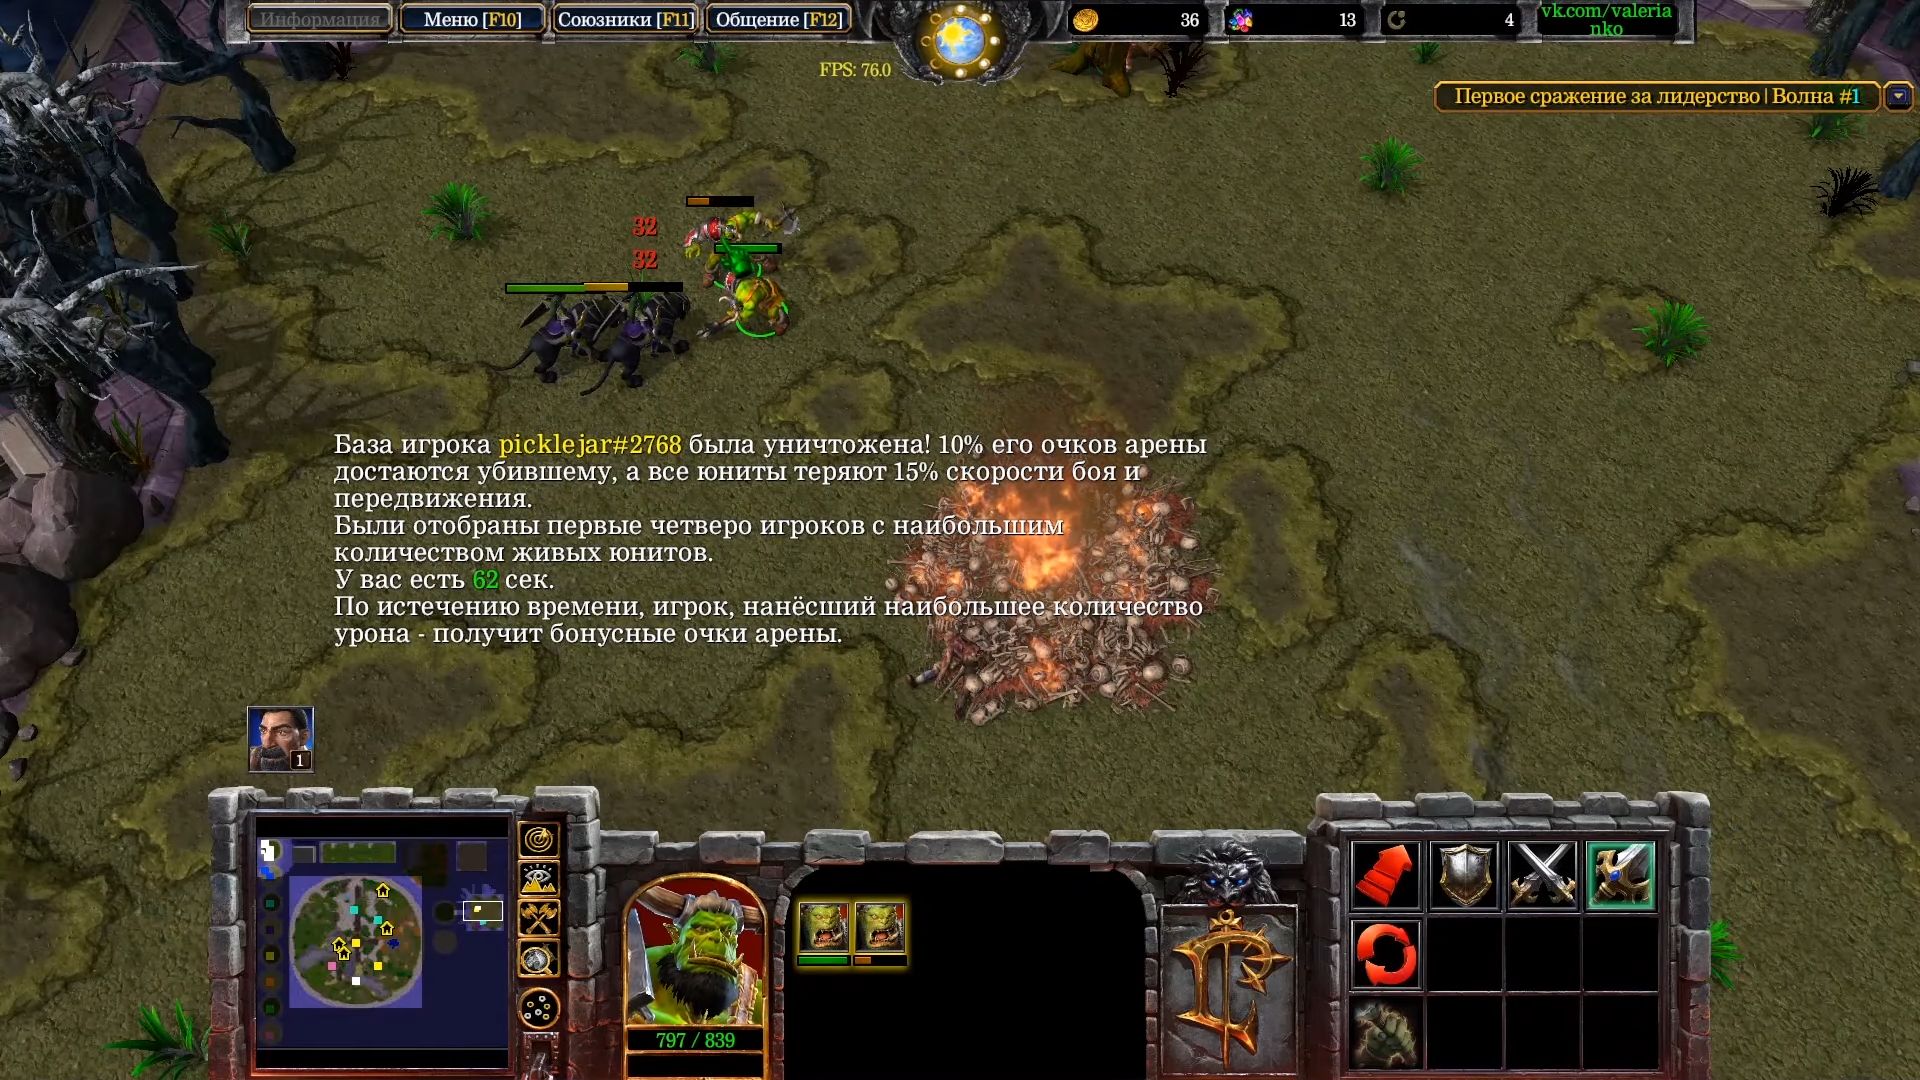 Информация
Меню [F10]
Союзники [F11]
Общение [F12]
36
13
4
vk.com/valeria
nko
FPS: 76.0
Первое сражение за лидерство | Волна #1
32
32
База игрока picklejar#2768 была уничтожена! 10% его очков арены
достаются убившему, а все юниты теряют 15% скорости боя и
передвижения.
Были отобраны первые четверо игроков с наибольшим
количеством живых юнитов.
У вас есть 62 сек.
По истечению времени, игрок, нанёсший наибольшее количество
урона - получит бонусные очки арены.
1
797 / 839